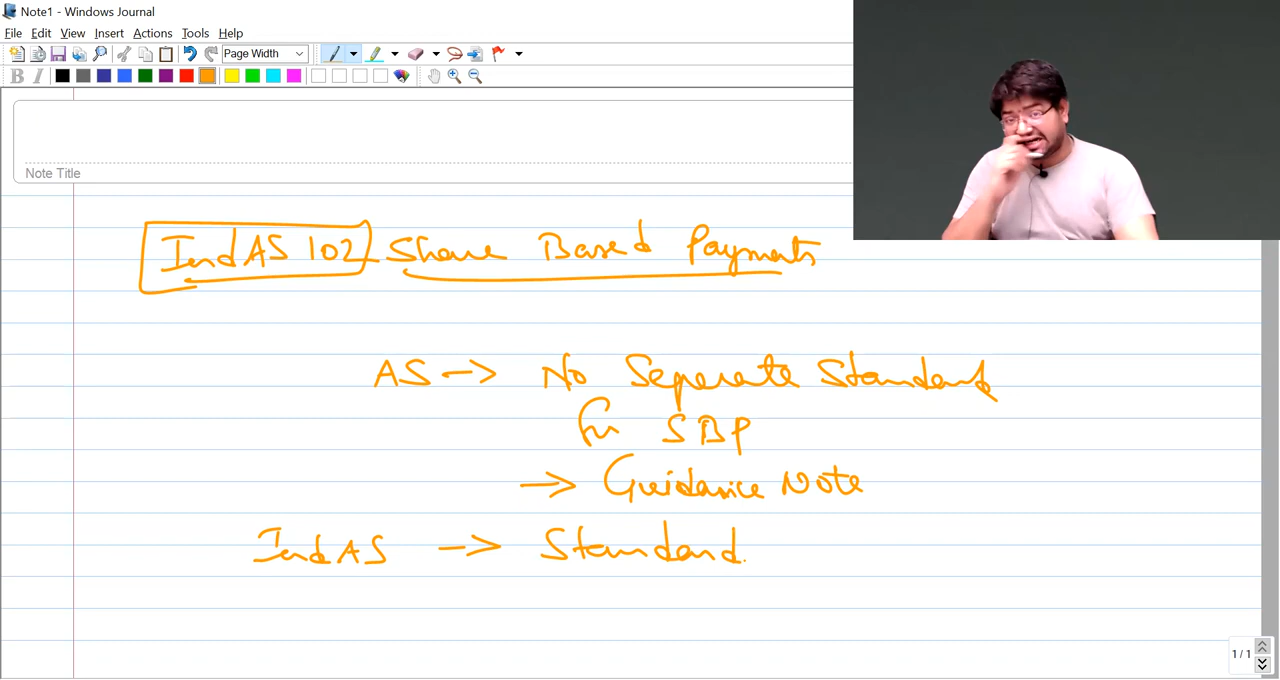 Note1 - Windows Journal
File Edit View Insert Actions Tools Help
Page Width
B I
Note Title
IndAS 102 - Share Based Payments
AS -> No Seperate Standard
for SBP
-> Guidance Note
IndAS -> Standard.
1 / 1